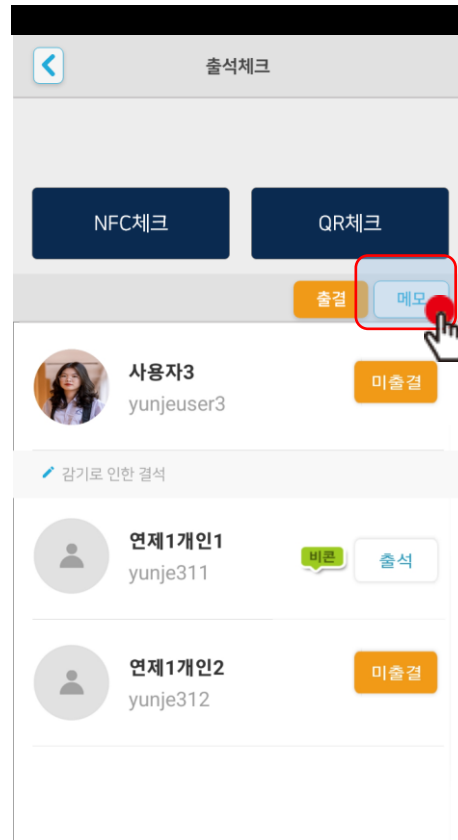 출석체크
NFC체크 QR체크
출결 메모
사용자3
yunjeuser3
미출결
감기로 인한 결석
연제1개인1
yunje311
비콘
출석
연제1개인2
yunje312
미출결